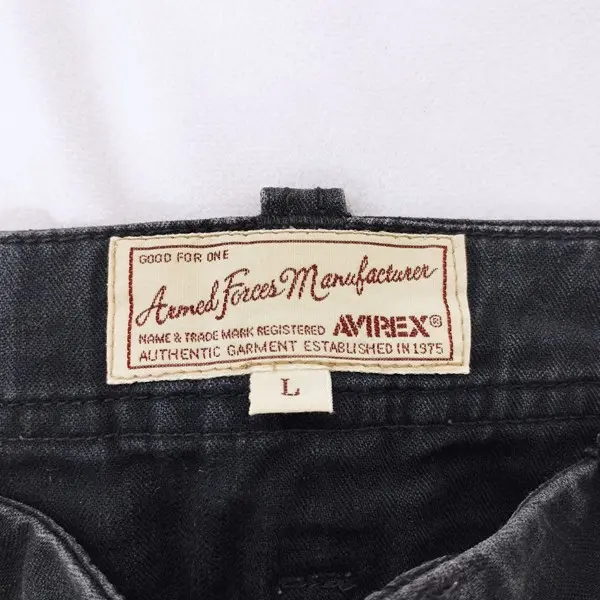 GOOD FOR ONE
Armed Forces Manufacturer
NAME & TRADE MARK REGISTERED AVIREX®
AUTHENTIC GARMENT ESTABLISHED IN 1975
L